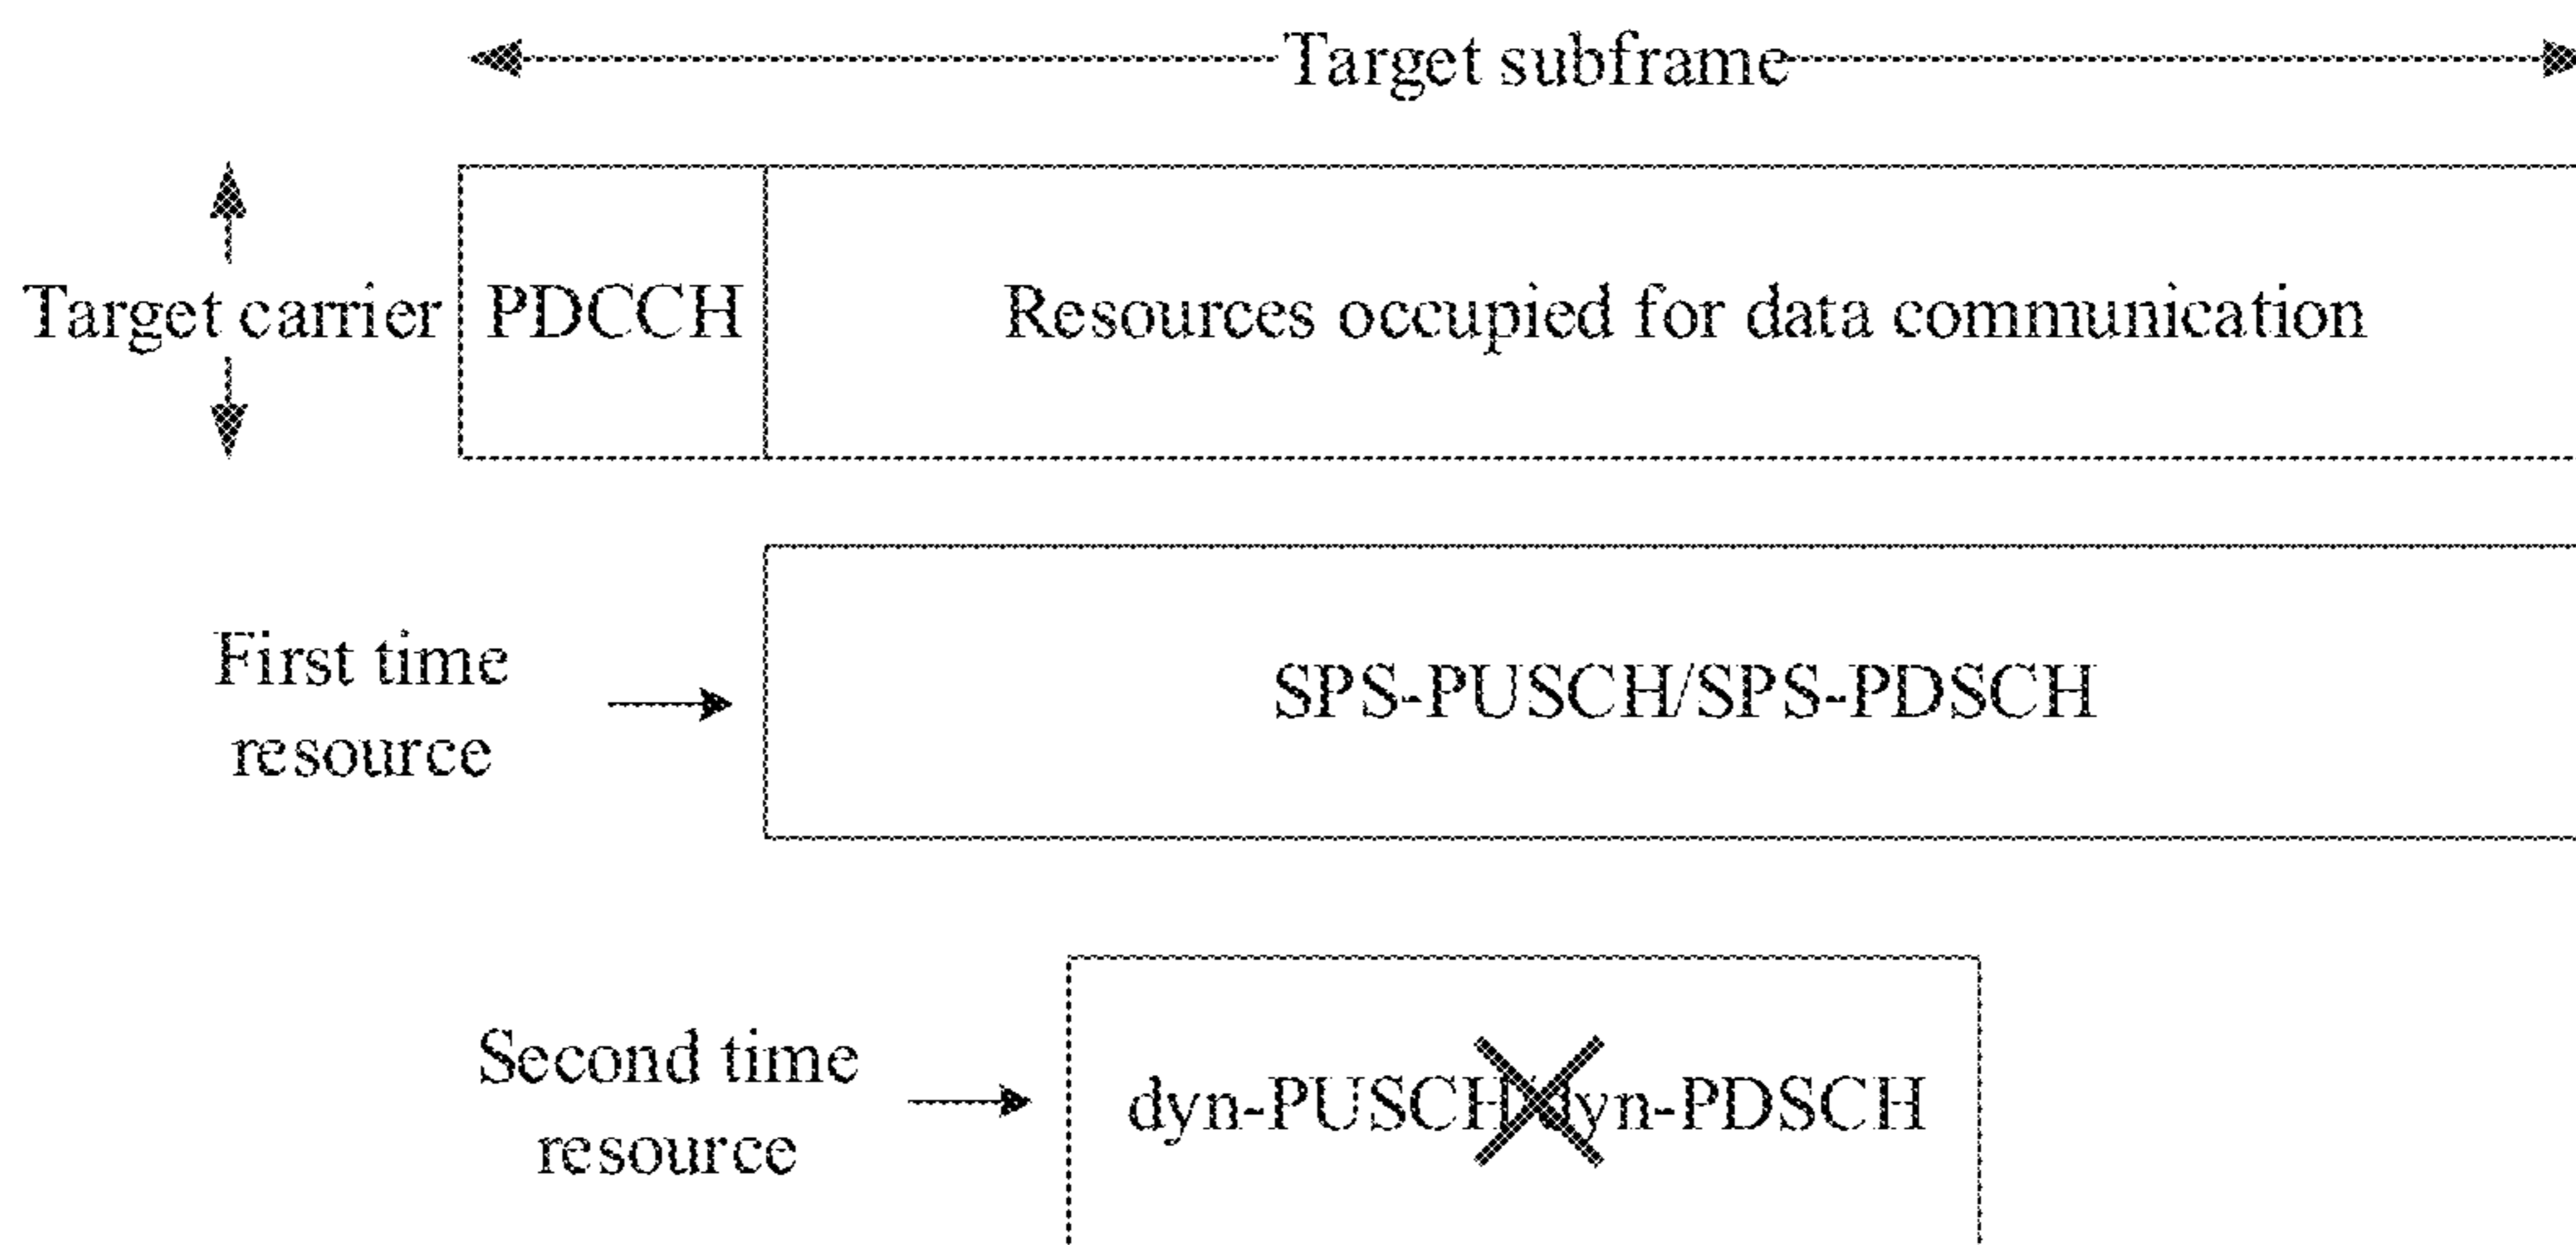 Target subframe
Target carrier
PDCCH
Resources occupied for data communication
First time
resource
SPS-PUSCH/SPS-PDSCH
Second time
resource
dyn-PUSCH/dyn-PDSCH